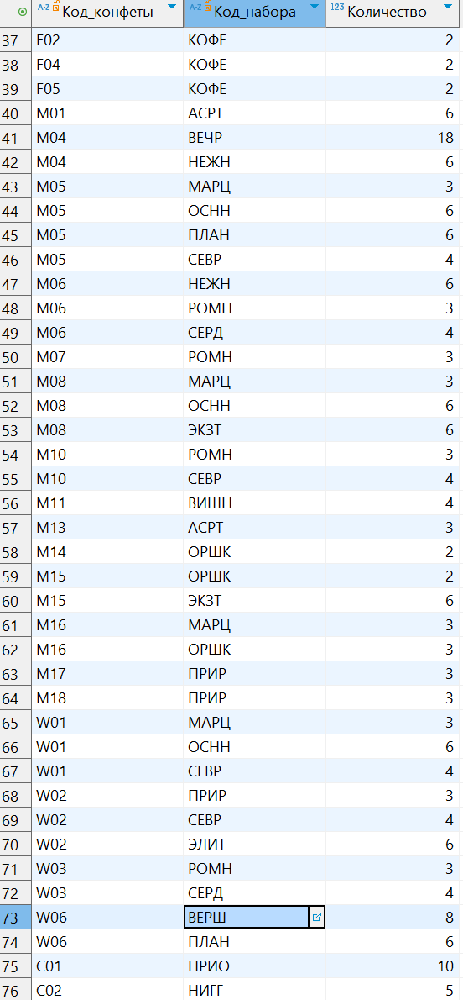 A-Z Код_конфеты A-Z Код_набора 123 Количество
37 F02 КОФЕ 2
38 F04 КОФЕ 2
39 F05 КОФЕ 2
40 M01 АСРТ 6
41 M04 ВЕЧР 18
42 M04 НЕЖН 6
43 M05 МАРЦ 3
44 M05 ОСНН 6
45 M05 ПЛАН 6
46 M05 СЕВР 4
47 M06 НЕЖН 6
48 M06 РОМН 3
49 M06 СЕРД 4
50 M07 РОМН 3
51 M08 МАРЦ 3
52 M08 ОСНН 6
53 M08 ЭКЗТ 6
54 M10 РОМН 3
55 M10 СЕВР 4
56 M11 ВИШН 4
57 M13 АСРТ 3
58 M14 ОРШК 2
59 M15 ОРШК 2
60 M15 ЭКЗТ 6
61 M16 МАРЦ 3
62 M16 ОРШК 3
63 M17 ПРИР 3
64 M18 ПРИР 3
65 W01 МАРЦ 3
66 W01 ОСНН 6
67 W01 СЕВР 4
68 W02 ПРИР 3
69 W02 СЕВР 4
70 W02 ЭЛИТ 6
71 W03 РОМН 3
72 W03 СЕРД 4
73 W06 ВЕРШ 8
74 W06 ПЛАН 6
75 С01 ПРИО 10
76 С02 НИГГ 5